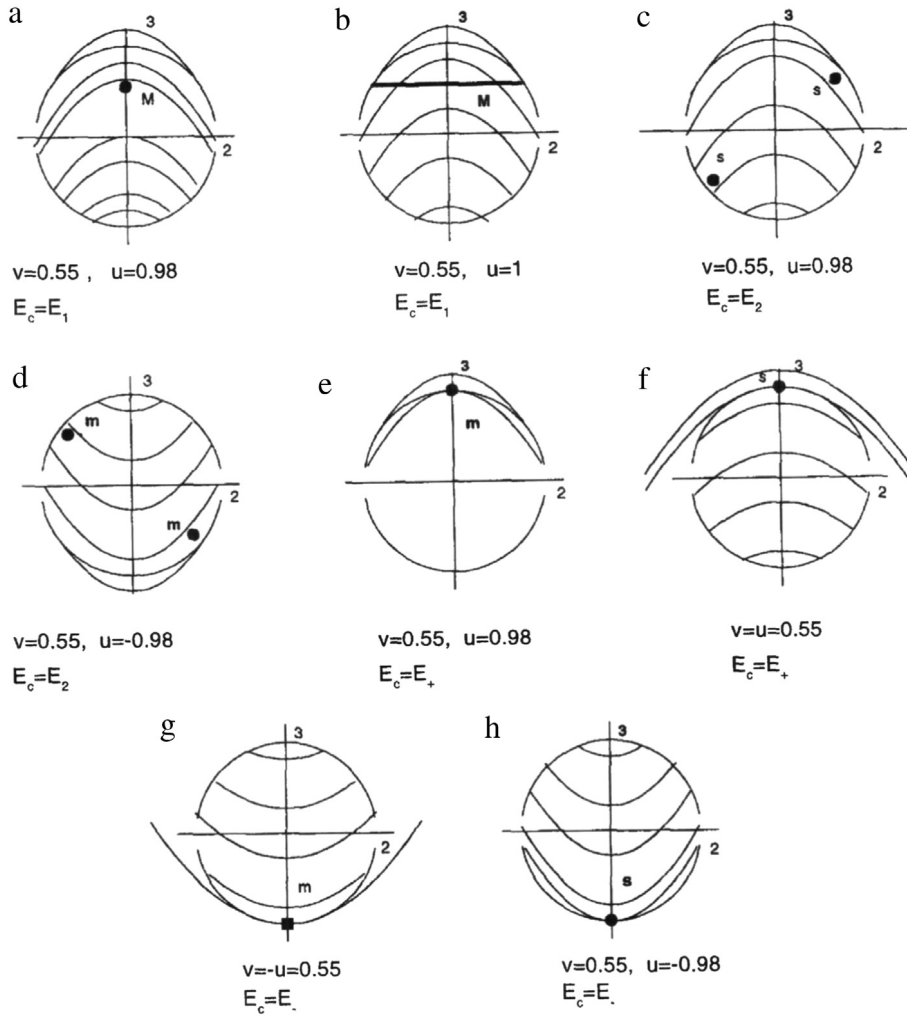 a
3
M
2
v=0.55 , u=0.98
E_c=E_1
b
3
M
2
v=0.55, u=1
E_c=E_1
c
3
s
s
2
v=0.55, u=0.98
E_c=E_2
d
3
m
2
m
v=0.55, u=-0.98
E_c=E_2
e
3
m
2
v=0.55, u=0.98
E_c=E_+
f
s 3
2
v=u=0.55
E_c=E_+
g
3
2
m
v=-u=0.55
E_c=E_-
h
3
2
s
v=0.55, u=-0.98
E_c=E_-